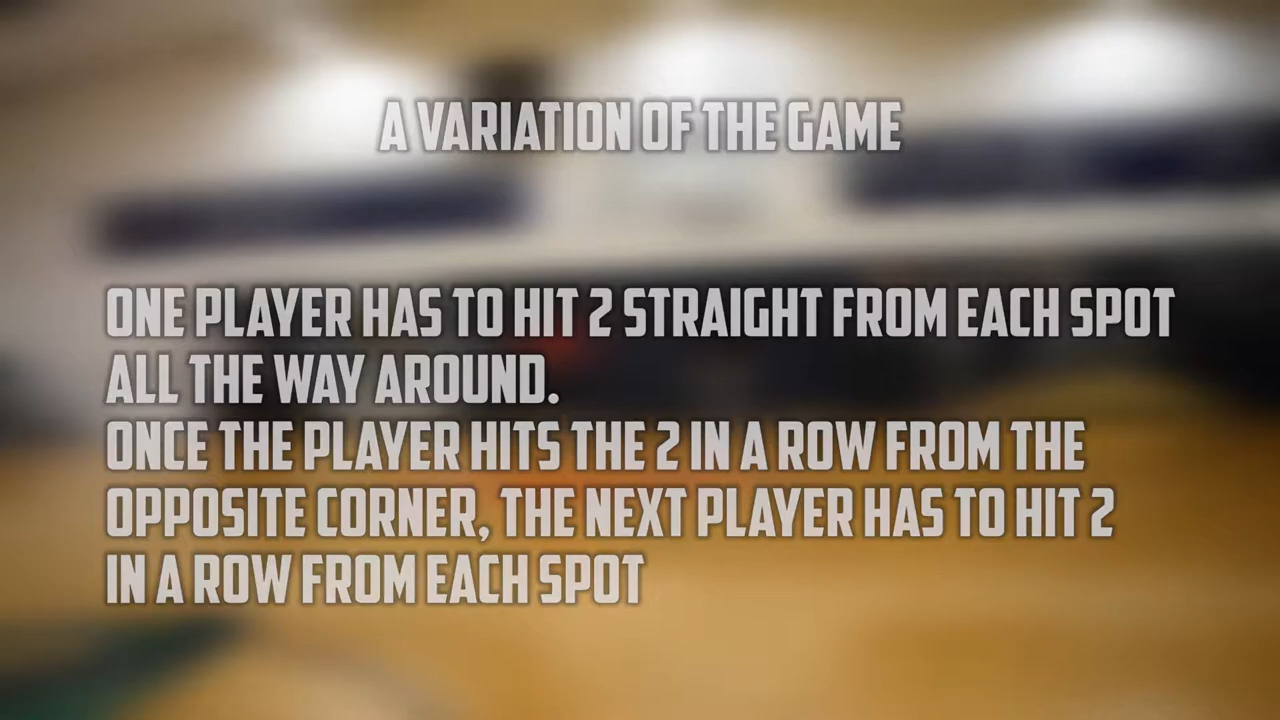 A VARIATION OF THE GAME
ONE PLAYER HAS TO HIT 2 STRAIGHT FROM EACH SPOT
ALL THE WAY AROUND.
ONCE THE PLAYER HITS THE 2 IN A ROW FROM THE
OPPOSITE CORNER, THE NEXT PLAYER HAS TO HIT 2
IN A ROW FROM EACH SPOT